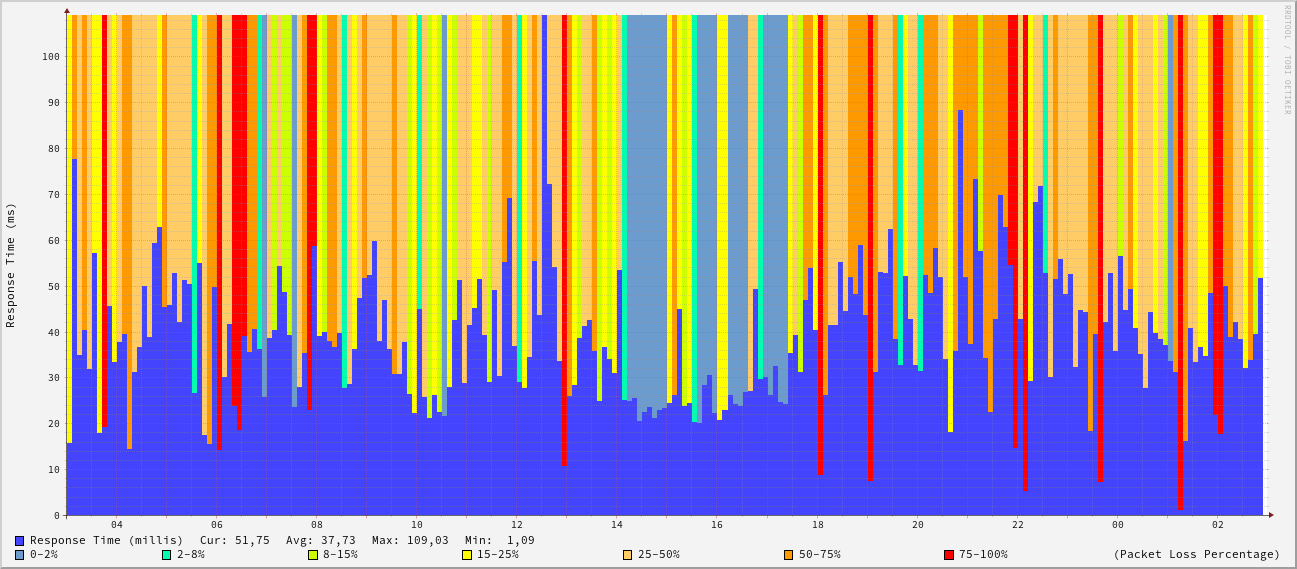 RRDTOOL / TOBI OETIKER
Response Time (ms)
100
90
80
70
60
50
40
30
20
10
0
04 06 08 10 12 14 16 18 20 22 00 02
Response Time (millis) Cur: 51,75 Avg: 37,73 Max: 109,03 Min: 1,09
0-2% 2-8% 8-15% 15-25% 25-50% 50-75% 75-100% (Packet Loss Percentage)